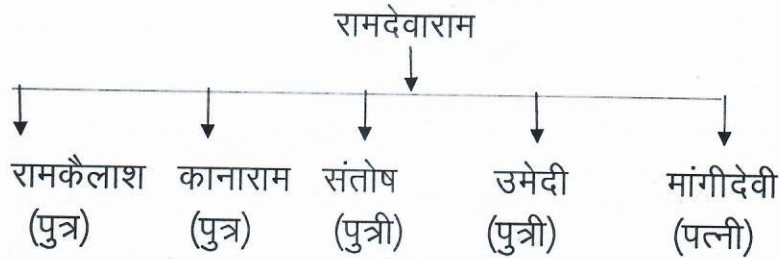 रामदेवाराम
रामकैलाश कानाराम संतोष उमेदी मांगीदेवी
(पुत्र) (पुत्र) (पुत्री) (पुत्री) (पत्नी)